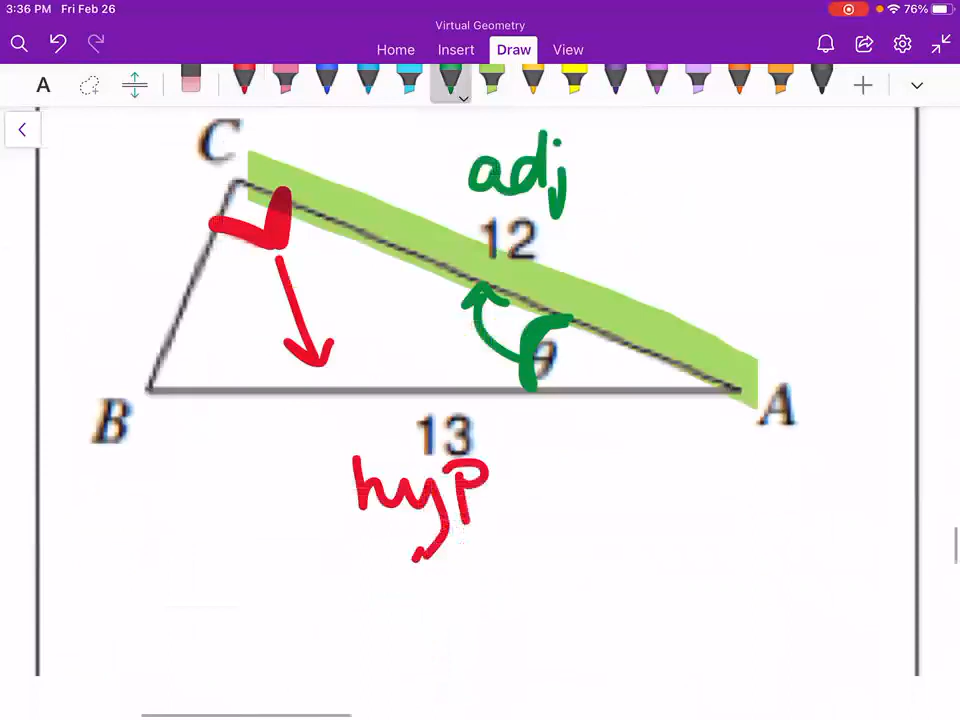 3:36 PM Fri Feb 26
76%
Virtual Geometry
Home Insert Draw View
A
C
adj
12
θ
B
A
13
hyp